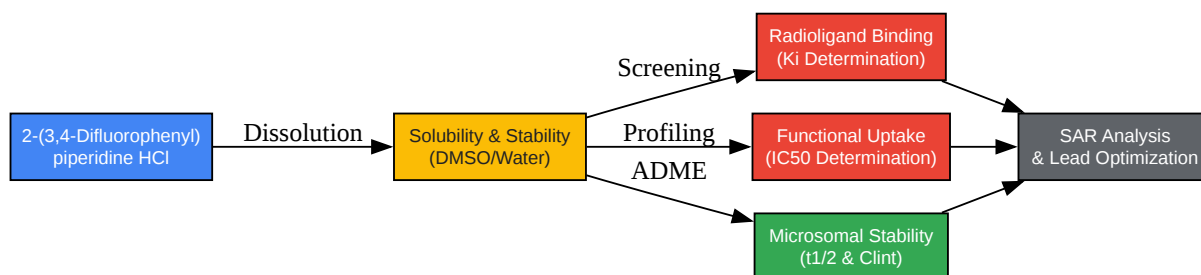 2-(3,4-Difluorophenyl)
piperidine HCl
Dissolution
Solubility & Stability
(DMSO/Water)
Screening
Profiling
ADME
Radioligand Binding
(Ki Determination)
Functional Uptake
(IC50 Determination)
Microsomal Stability
(t1/2 & Clint)
SAR Analysis
& Lead Optimization